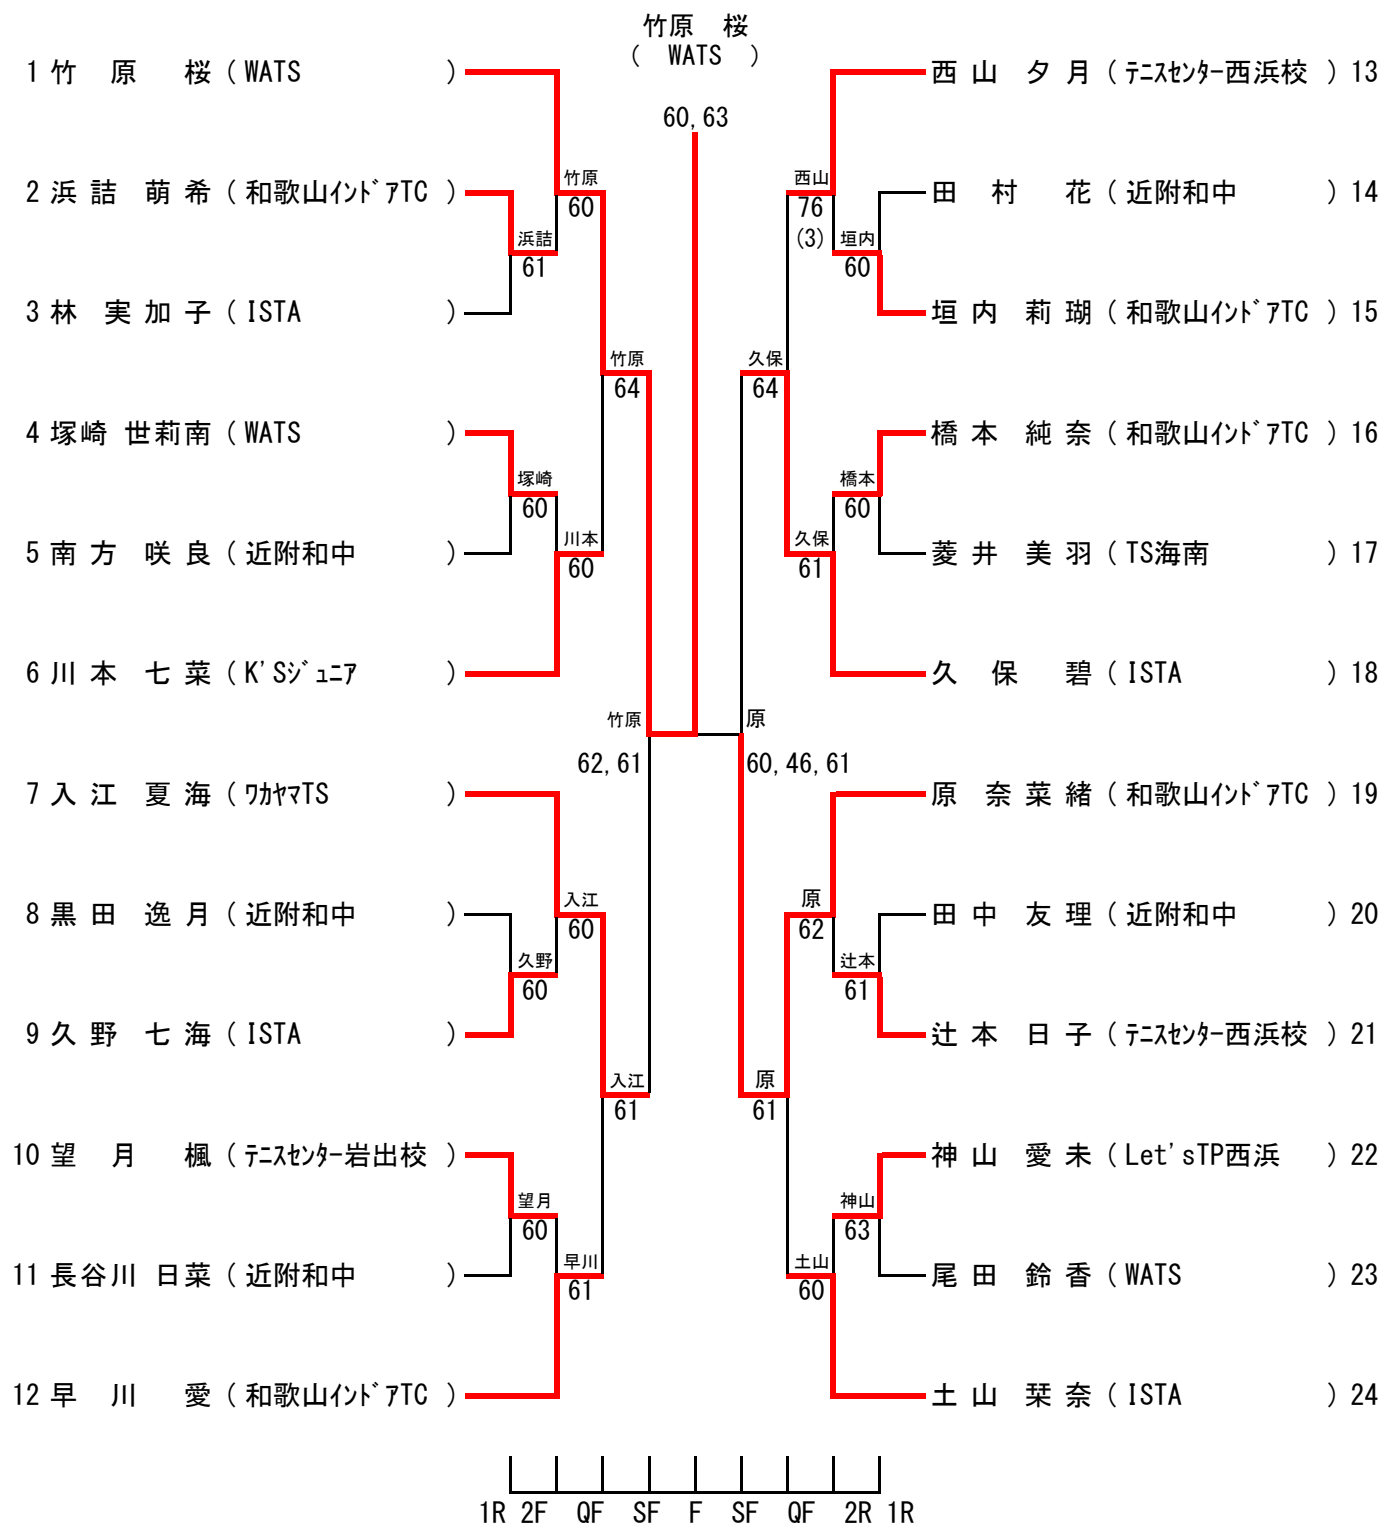 竹原 桜
( WATS )
60,63
1 竹 原 桜 ( WATS )
2 浜 詰 萌 希 ( 和歌山ｲﾝﾄﾞｱTC )
3 林 実 加 子 ( ISTA )
4 塚崎 世莉南 ( WATS )
5 南 方 咲 良 ( 近附和中 )
6 川 本 七 菜 ( K'Sｼﾞｭﾆｱ )
7 入 江 夏 海 ( ﾜｶﾔﾏTS )
8 黒 田 逸 月 ( 近附和中 )
9 久 野 七 海 ( ISTA )
10 望 月 楓 ( ﾃﾆｽｾﾝﾀｰ岩出校 )
11 長谷川 日菜 ( 近附和中 )
12 早 川 愛 ( 和歌山ｲﾝﾄﾞｱTC )
浜詰
61
塚崎
60
久野
60
望月
60
竹原
60
川本
60
入江
60
早川
61
竹原
64
入江
61
竹原
62,61
原
60,46,61
久保
64
原
61
西山
76
(3)
久保
61
原
62
土山
60
垣内
60
橋本
60
辻本
61
神山
63
西 山 夕 月 ( ﾃﾆｽｾﾝﾀｰ西浜校 ) 13
田 村 花 ( 近附和中 ) 14
垣 内 莉 瑚 ( 和歌山ｲﾝﾄﾞｱTC ) 15
橋 本 純 奈 ( 和歌山ｲﾝﾄﾞｱTC ) 16
菱 井 美 羽 ( TS海南 ) 17
久 保 碧 ( ISTA ) 18
原 奈 菜 緒 ( 和歌山ｲﾝﾄﾞｱTC ) 19
田 中 友 理 ( 近附和中 ) 20
辻 本 日 子 ( ﾃﾆｽｾﾝﾀｰ西浜校 ) 21
神 山 愛 未 ( Let'sTP西浜 ) 22
尾 田 鈴 香 ( WATS ) 23
土 山 栞 奈 ( ISTA ) 24
1R 2F QF SF F SF QF 2R 1R